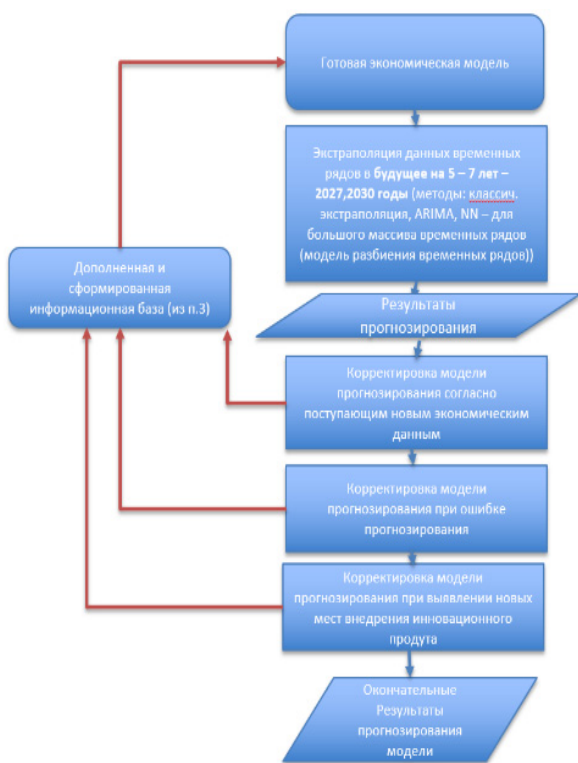 Готовая экономическая модель
Экстраполяция данных временных
рядов в будущее на 5 – 7 лет –
2027,2030 годы (методы: классич.
экстраполяция, ARIMA, NN – для
большого массива временных рядов
(модель разбиения временных рядов))
Дополненная и
сформированная
информационная база (из п.3)
Результаты
прогнозирования
Корректировка модели
прогнозирования согласно
поступающим новым экономическим
данным
Корректировка модели
прогнозирования при ошибке
прогнозирования
Корректировка модели
прогнозирования при выявлении новых
мест внедрения инновационного
продута
Окончательные
Результаты
прогнозирования
модели